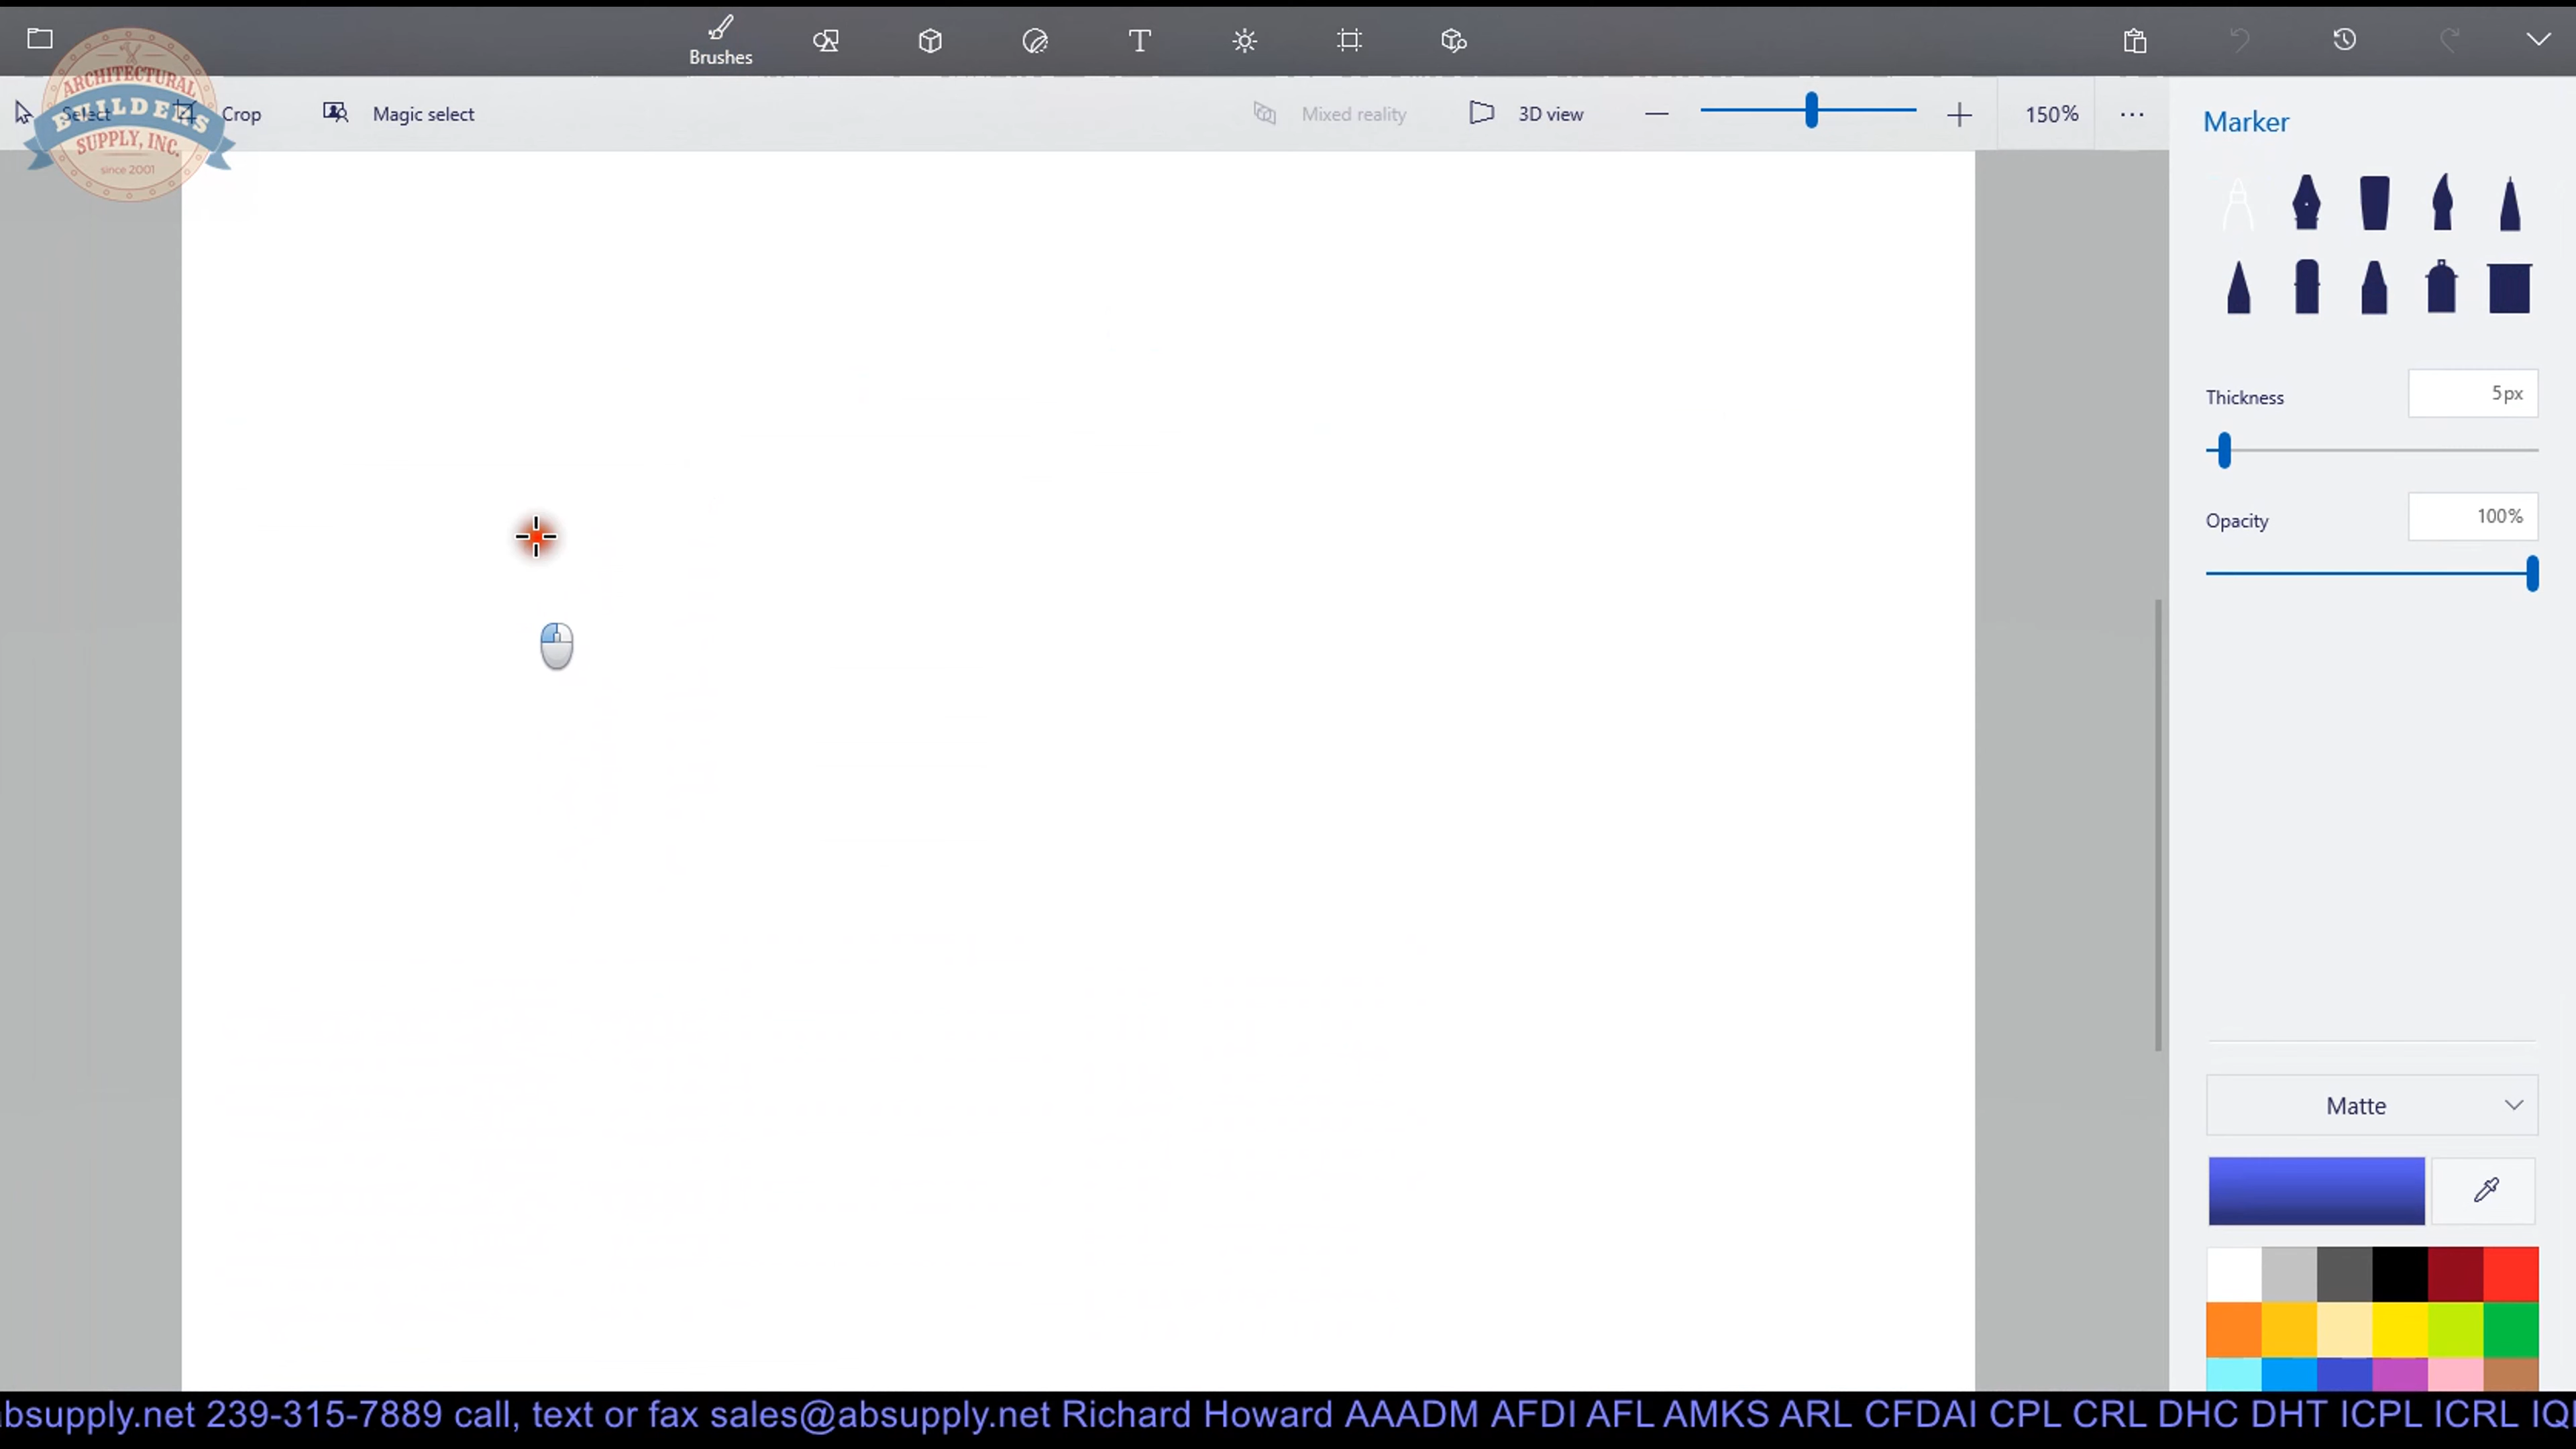 Brushes
ARCHITECTURAL
BUILDERS
SUPPLY, INC.
since 2001
Select
Crop
Magic select
Mixed reality
3D view
150%
Marker
Thickness
5px
Opacity
100%
Matte
absupply.net 239-315-7889 call, text or fax sales@absupply.net Richard Howard AAADM AFDI AFL AMKS ARL CFDAI CPL CRL DHC DHT ICPL ICRL